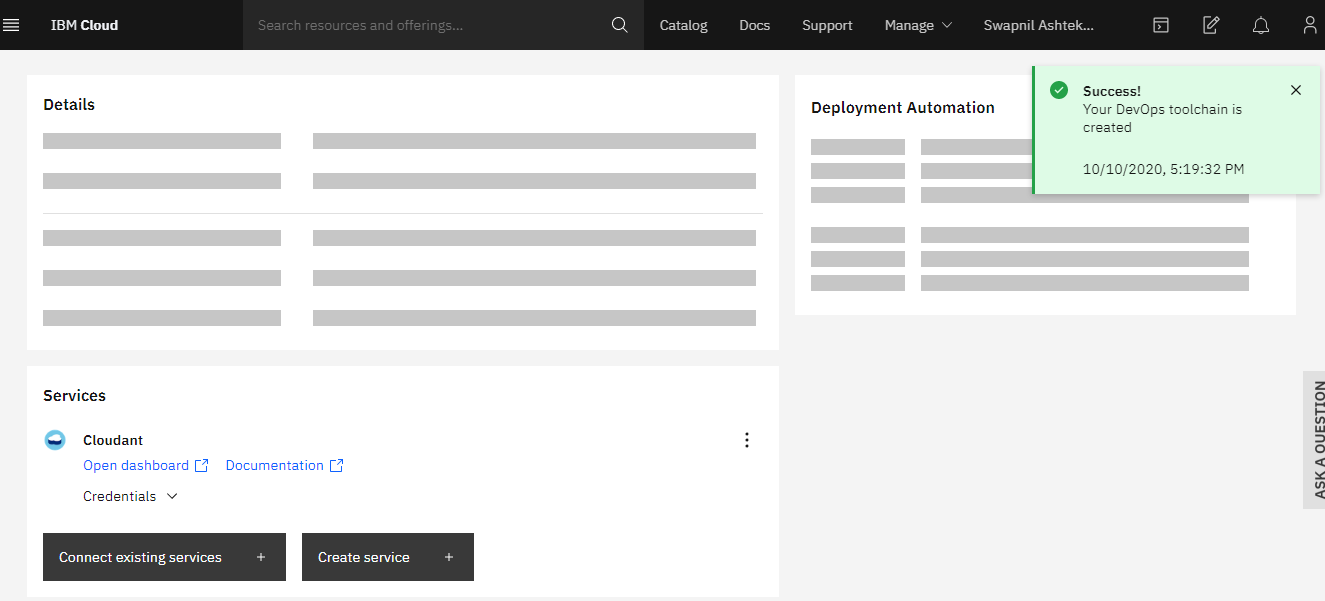 IBM Cloud
Search resources and offerings...
Catalog
Docs
Support
Manage
Swapnil Ashtek...
Success!
Your DevOps toolchain is
created
10/10/2020, 5:19:32 PM
Details
Deployment Automation
Services
Cloudant
Open dashboard
Documentation
Credentials
Connect existing services +
Create service +
ASK A QUESTION